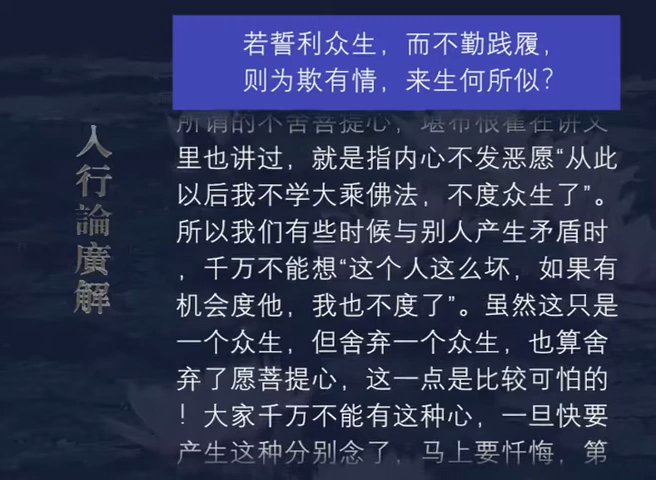 若誓利众生，而不勤践履，
则为欺有情，来生何所似？
入行論廣解
所谓的不舍菩提心，堪布根霍在讲义
里也讲过，就是指内心不发恶愿“从此
以后我不学大乘佛法，不度众生了”。
所以我们有些时候与别人产生矛盾时
，千万不能想“这个人这么坏，如果有
机会度他，我也不度了”。虽然这只是
一个众生，但舍弃一个众生，也算舍
弃了愿菩提心，这一点是比较可怕的
！大家千万不能有这种心，一旦快要
产生这种分别念了，马上要忏悔，第